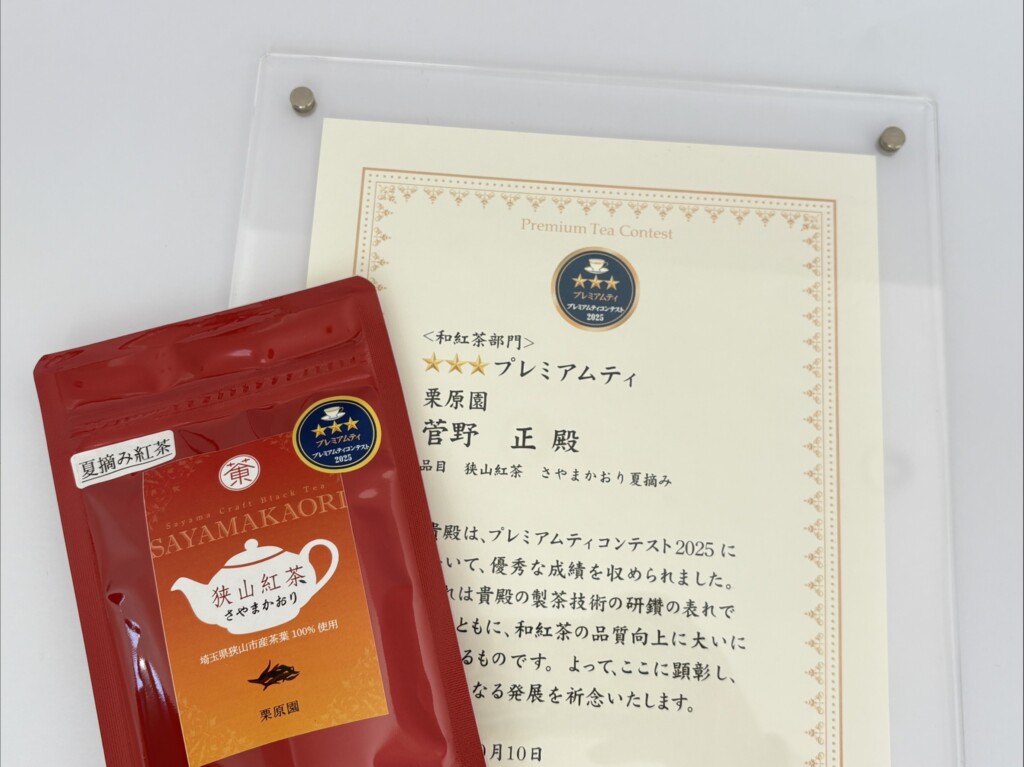 Premium Tea Contest
プレミアムティ
プレミアムティコンテスト
2025
<和紅茶部門>
★★★プレミアムティ
栗原園
菅野 正 殿
品目 狭山紅茶 さやまかおり夏摘み
貴殿は、プレミアムティコンテスト2025 に
いて、優秀な成績を収められました。
れは貴殿の製茶技術の研鑽の表れで
ともに、和紅茶の品質向上に大いに
るものです。よって、ここに顕彰し、
なる発展を祈念いたします。
月10日
夏摘み紅茶
プレミアムティ
プレミアムティコンテスト
2025
Sayama Craft Black Tea
SAYAMAKAORI
狭山紅茶
さやまかおり
埼玉県狭山市産茶葉 100% 使用
栗原園